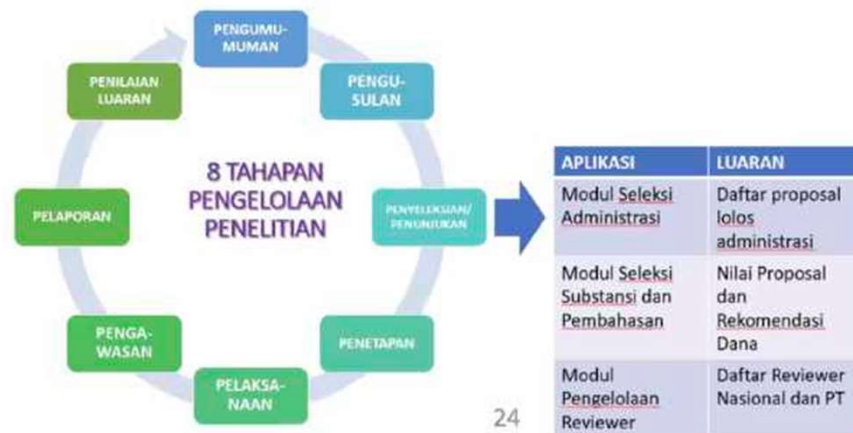 PENGUMU-
MUMAN
PENGU-
SULAN
PENYELEKSIAN/
PENUNJUKAN
PENETAPAN
PELAKSA-
NAAN
PENGA-
WASAN
PELAPORAN
PENILAIAN
LUARAN
8 TAHAPAN
PENGELOLAAN
PENELITIAN
APLIKASI
LUARAN
Modul Seleksi
Administrasi
Daftar proposal
lolos
administrasi
Modul Seleksi
Substansi dan
Pembahasan
Nilai Proposal
dan
Rekomendasi
Dana
Modul
Pengelolaan
Reviewer
Daftar Reviewer
Nasional dan PT
24